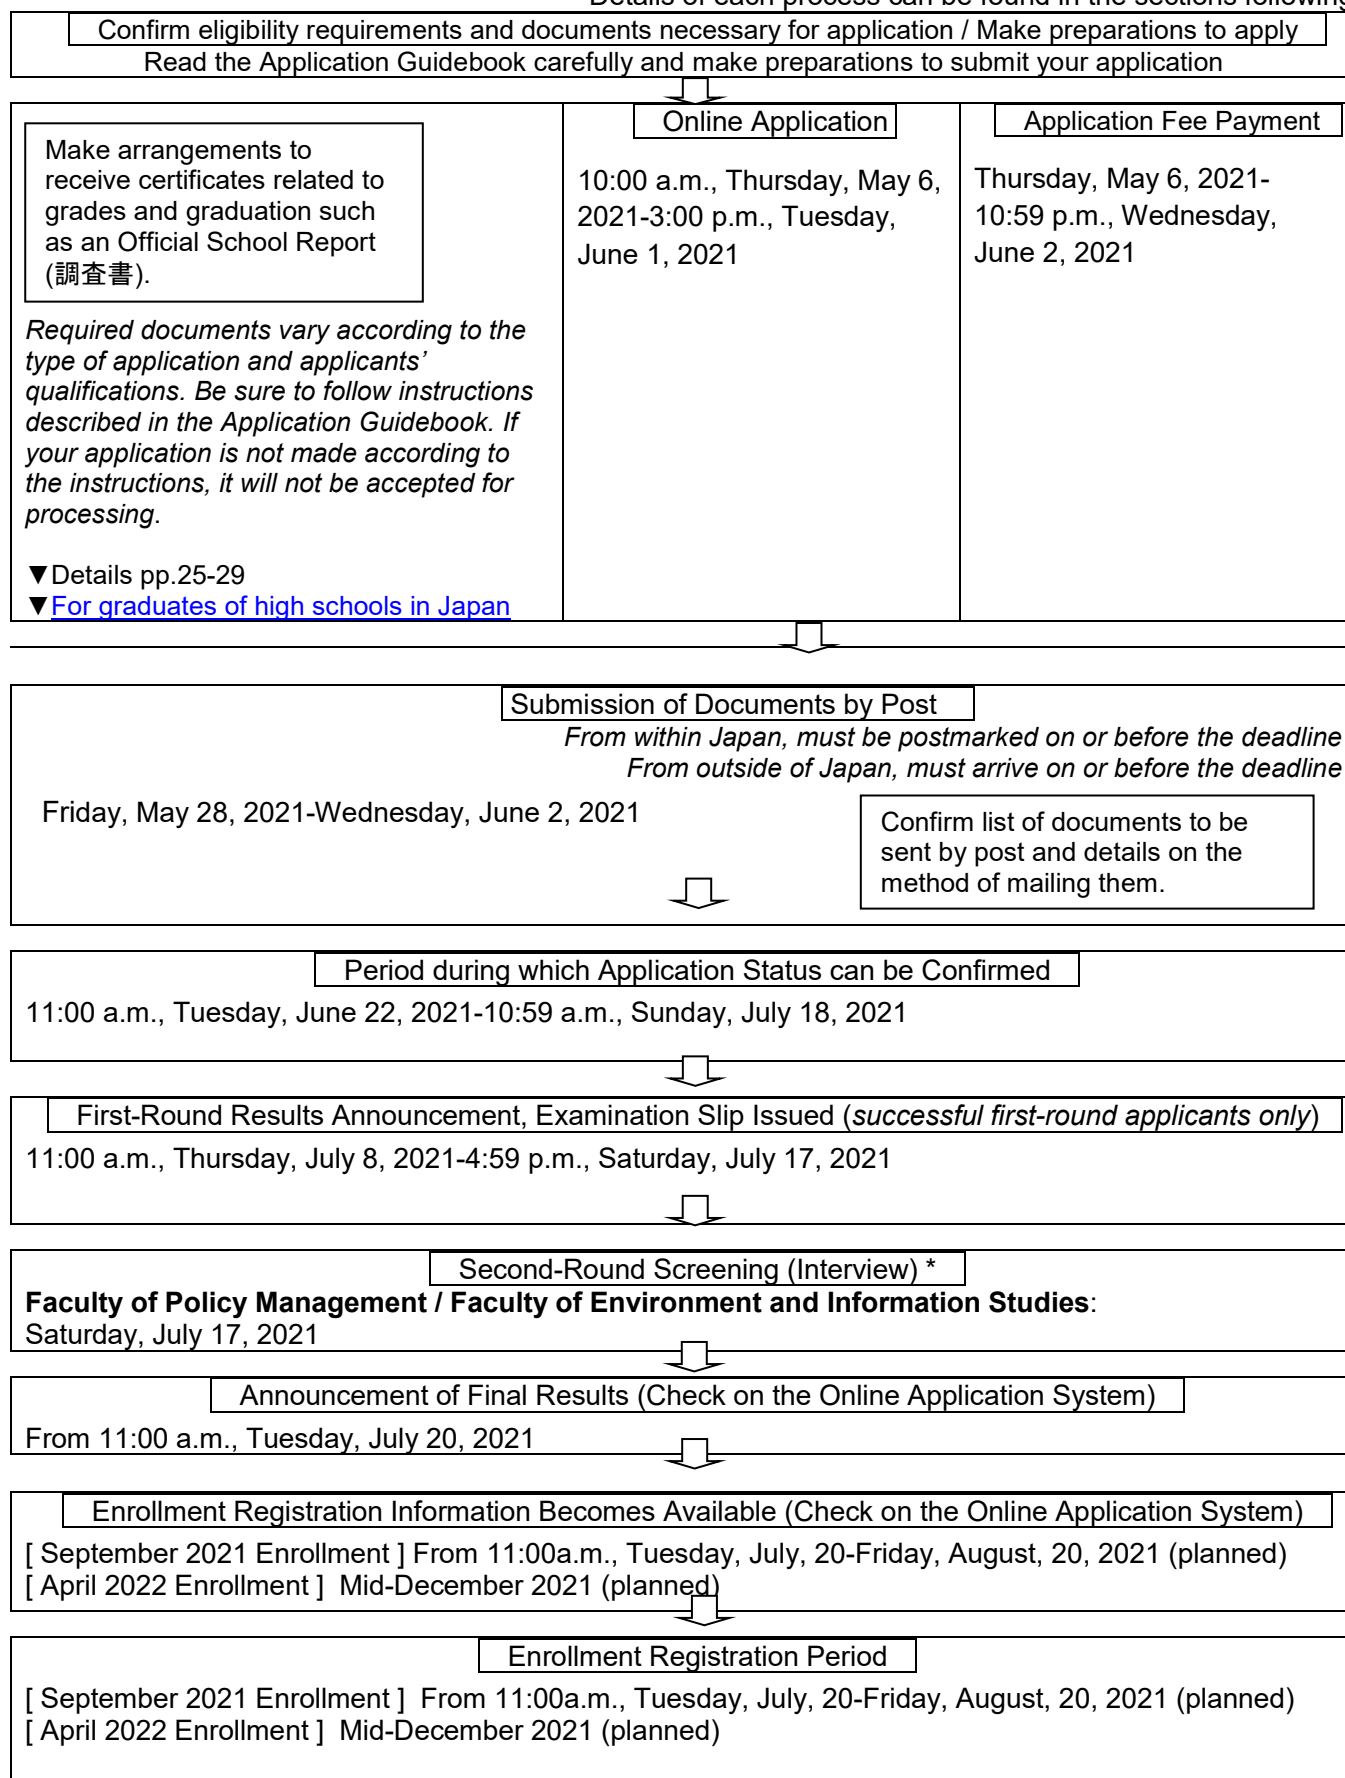 Details of each process can be found in the sections following
Confirm eligibility requirements and documents necessary for application / Make preparations to apply
Read the Application Guidebook carefully and make preparations to submit your application
Make arrangements to
receive certificates related to
grades and graduation such
as an Official School Report
(調査書).
Required documents vary according to the
type of application and applicants’
qualifications. Be sure to follow instructions
described in the Application Guidebook. If
your application is not made according to
the instructions, it will not be accepted for
processing.
▼Details pp.25-29
▼For graduates of high schools in Japan
Online Application
10:00 a.m., Thursday, May 6,
2021-3:00 p.m., Tuesday,
June 1, 2021
Application Fee Payment
Thursday, May 6, 2021-
10:59 p.m., Wednesday,
June 2, 2021
Submission of Documents by Post
From within Japan, must be postmarked on or before the deadline
From outside of Japan, must arrive on or before the deadline
Friday, May 28, 2021-Wednesday, June 2, 2021
Confirm list of documents to be
sent by post and details on the
method of mailing them.
Period during which Application Status can be Confirmed
11:00 a.m., Tuesday, June 22, 2021-10:59 a.m., Sunday, July 18, 2021
First-Round Results Announcement, Examination Slip Issued (successful first-round applicants only)
11:00 a.m., Thursday, July 8, 2021-4:59 p.m., Saturday, July 17, 2021
Second-Round Screening (Interview) *
Faculty of Policy Management / Faculty of Environment and Information Studies:
Saturday, July 17, 2021
Announcement of Final Results (Check on the Online Application System)
From 11:00 a.m., Tuesday, July 20, 2021
Enrollment Registration Information Becomes Available (Check on the Online Application System)
[ September 2021 Enrollment ] From 11:00a.m., Tuesday, July, 20-Friday, August, 20, 2021 (planned)
[ April 2022 Enrollment ]  Mid-December 2021 (planned)
Enrollment Registration Period
[ September 2021 Enrollment ]  From 11:00a.m., Tuesday, July, 20-Friday, August, 20, 2021 (planned)
[ April 2022 Enrollment ]  Mid-December 2021 (planned)